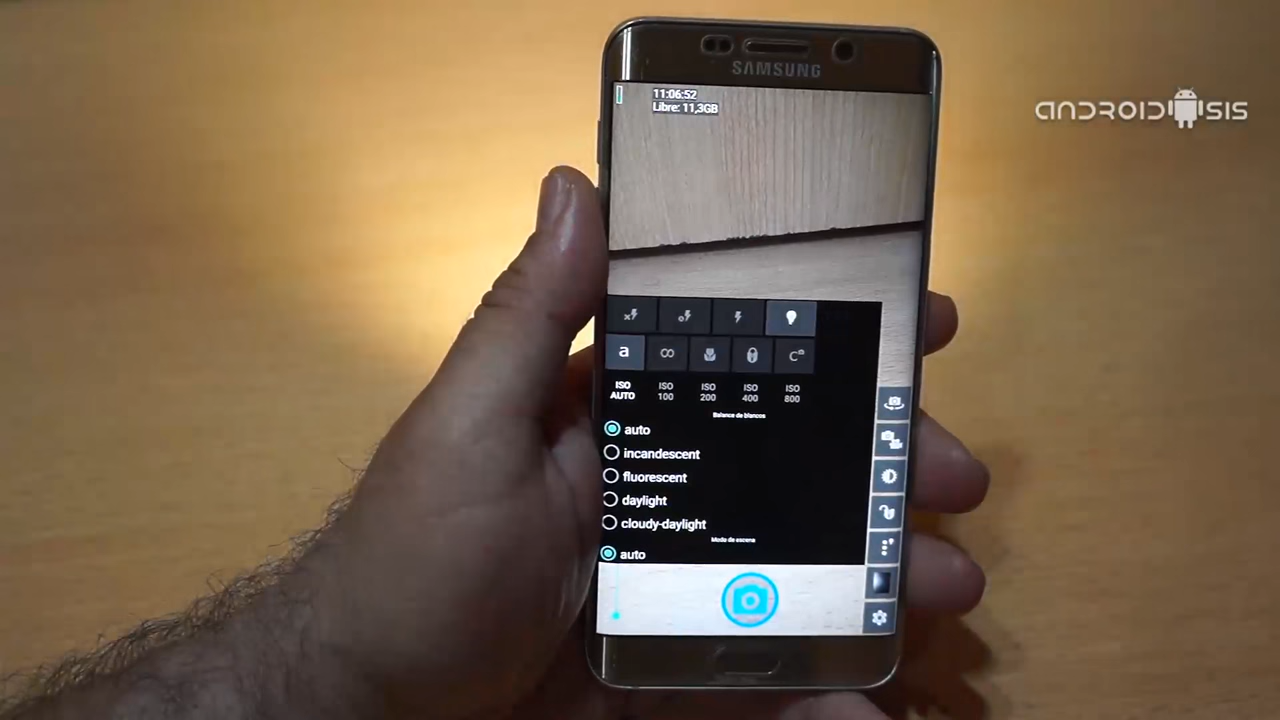 SAMSUNG
ANDROIDSIS
11:06:52
Libre: 11,3GB
a
ISO AUTO
ISO 100
ISO 200
ISO 400
ISO 800
Balance de blancos
auto
incandescent
fluorescent
daylight
cloudy-daylight
Modo de escena
auto